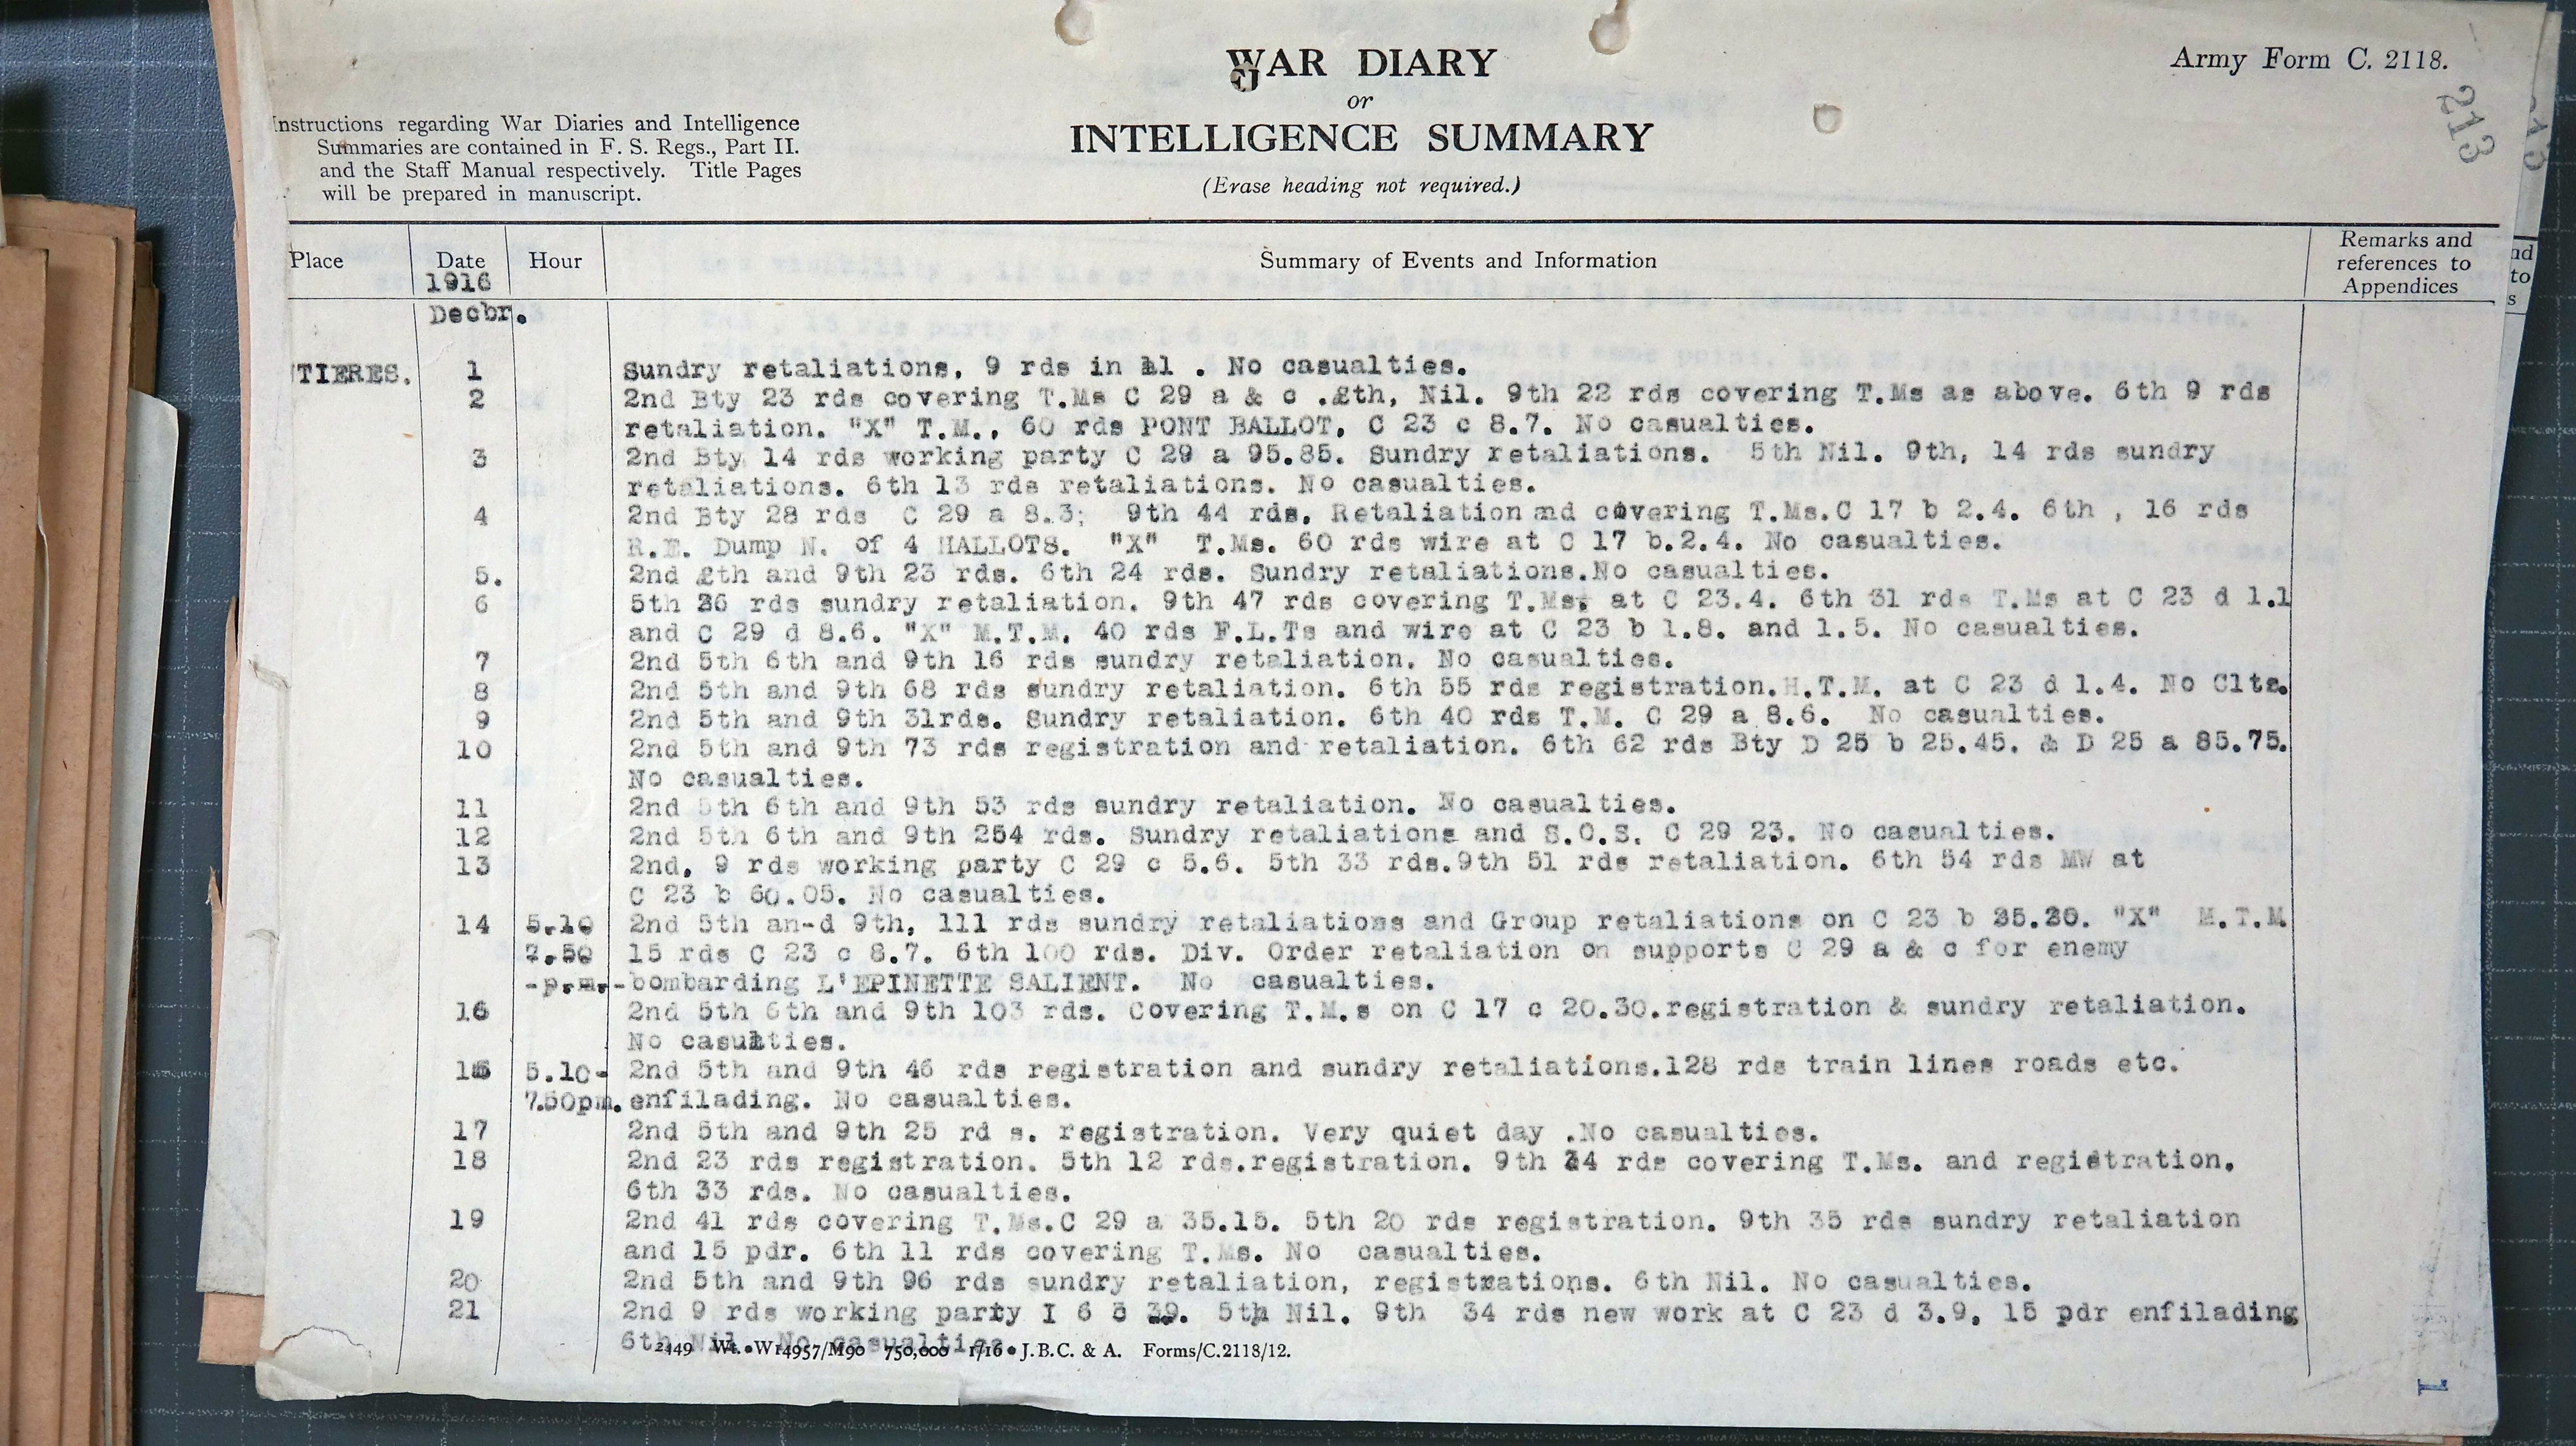 WAR DIARY
or
INTELLIGENCE SUMMARY
(Erase heading not required.)
Army Form C. 2118.
213
Instructions regarding War Diaries and Intelligence
Summaries are contained in F. S. Regs., Part II.
and the Staff Manual respectively. Title Pages
will be prepared in manuscript.
Place Date Hour Summary of Events and Information Remarks and references to Appendices
1916
Decbr.
TIERES. 1 Sundry retaliations, 9 rds in al . No casualties.
2 2nd Bty 23 rds covering T.Ms C 29 a & c . Nil. 9th 22 rds covering T.Ms as above. 6th 9 rds
retaliation. "X" T.M., 60 rds PONT BALLOT, C 23 c 8.7. No casualties.
3 2nd Bty 14 rds working party C 29 a 95.85. Sundry retaliations. 5th Nil. 9th, 14 rds sundry
retaliations. 6th 13 rds retaliations. No casualties.
4 2nd Bty 28 rds C 29 a 8.3; 9th 44 rds. Retaliation and covering T.Ms.C 17 b 2.4. 6th , 16 rds
R.E. Dump N. of 4 HALLOTS. "X" T.Ms. 60 rds wire at C 17 b.2.4. No casualties.
5. 2nd and 9th 23 rds. 6th 24 rds. Sundry retaliations.No casualties.
6 5th rds sundry retaliation. 9th 47 rds covering T.Ms. at C 23.4. 6th 31 rds T.Ms at C 23 d 1.1
and C 29 d 8.6. "X" M.T.M. 40 rds F.L.Ts and wire at C 23 b 1.8. and 1.5. No casualties.
7 2nd 5th 6th and 9th 16 rds sundry retaliation. No casualties.
8 2nd 5th and 9th 68 rds sundry retaliation. 6th 55 rds registration.H.T.M. at C 23 d 1.4. No Clts.
9 2nd 5th and 9th 31rds. Sundry retaliation. 6th 40 rds T.M. C 29 a 8.6. No casualties.
10 2nd 5th and 9th 73 rds registration and retaliation. 6th 62 rds Bty D 25 b 25.45. & D 25 a 85.75.
No casualties.
11 2nd 5th 6th and 9th 53 rds sundry retaliation. No casualties.
12 2nd 5th 6th and 9th 254 rds. Sundry retaliations and S.O.S. C 29 23. No casualties.
13 2nd, 9 rds working party C 29 c 5.6. 5th 33 rds.9th 51 rds retaliation. 6th 54 rds MW at
C 23 b 60.05. No casualties.
14 5.10 2nd 5th an-d 9th, 111 rds sundry retaliations and Group retaliations on C 23 b "X" M.T.M
7.50 15 rds C 23 c 8.7. 6th 100 rds. Div. Order retaliation on supports C 29 a & c for enemy
-p.m.-bombarding L'EPINETTE SALIENT. No casualties.
16 2nd 5th 6th and 9th 103 rds. Covering T.M.s on C 17 c 20.30.registration & sundry retaliation.
No casualties.
5.10- 2nd 5th and 9th 46 rds registration and sundry retaliations.128 rds train lines roads etc.
7.50pm. enfilading. No casualties.
17 2nd 5th and 9th 25 rd s. registration. Very quiet day .No casualties.
18 2nd 23 rds registration. 5th 12 rds.registration. 9th rds covering T.Ms. and registration.
6th 33 rds. No casualties.
19 2nd 41 rds covering T.Ms.C 29 a 35.15. 5th 20 rds registration. 9th 35 rds sundry retaliation
and 15 pdr. 6th 11 rds covering T.Ms. No casualties.
20 2nd 5th and 9th 96 rds sundry retaliation, registrations. 6th Nil. No casualties.
21 2nd 9 rds working party I 6 39. 5th Nil. 9th 34 rds new work at C 23 d 3.9, 15 pdr enfilading
6th Nil. No casualties
2449 Wt. W14957/M90 750,000 1/16 J.B.C. & A. Forms/C.2118/12.
1